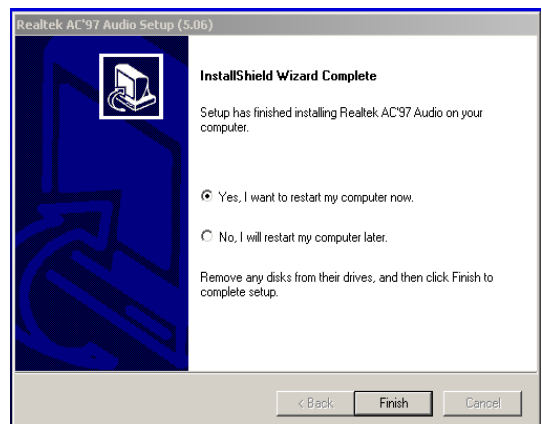 Realtek AC'97 Audio Setup (5.06)
InstallShield Wizard Complete
Setup has finished installing Realtek AC'97 Audio on your
computer.
Yes, I want to restart my computer now.
No, I will restart my computer later.
Remove any disks from their drives, and then click Finish to
complete setup.
< Back
Finish
Cancel